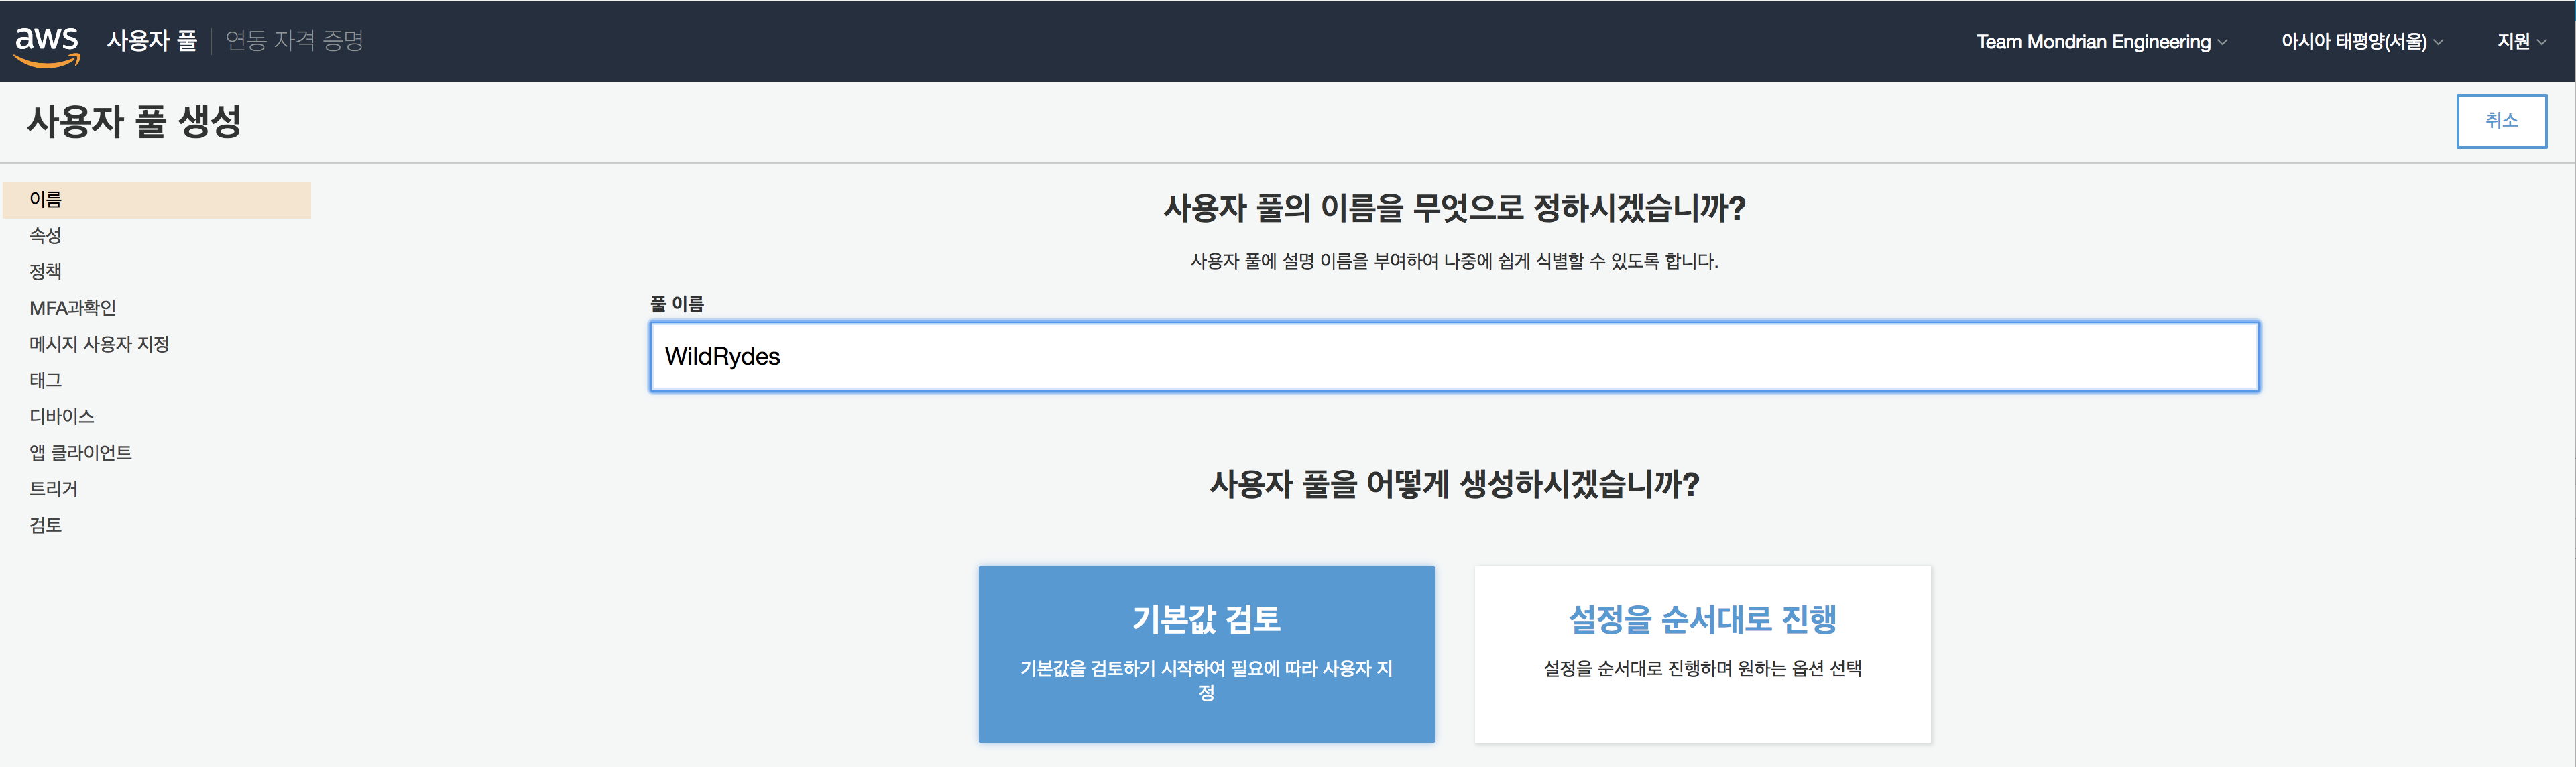 aws 사용자 풀 | 연동 자격 증명 Team Mondrian Engineering 아시아 태평양(서울) 지원
사용자 풀 생성
취소
이름
속성
정책
MFA과확인
메시지 사용자 지정
태그
디바이스
앱 클라이언트
트리거
검토
사용자 풀의 이름을 무엇으로 정하시겠습니까?
사용자 풀에 설명 이름을 부여하여 나중에 쉽게 식별할 수 있도록 합니다.
풀 이름
WildRydes
사용자 풀을 어떻게 생성하시겠습니까?
기본값 검토
기본값을 검토하기 시작하여 필요에 따라 사용자 지
정
설정을 순서대로 진행
설정을 순서대로 진행하며 원하는 옵션 선택